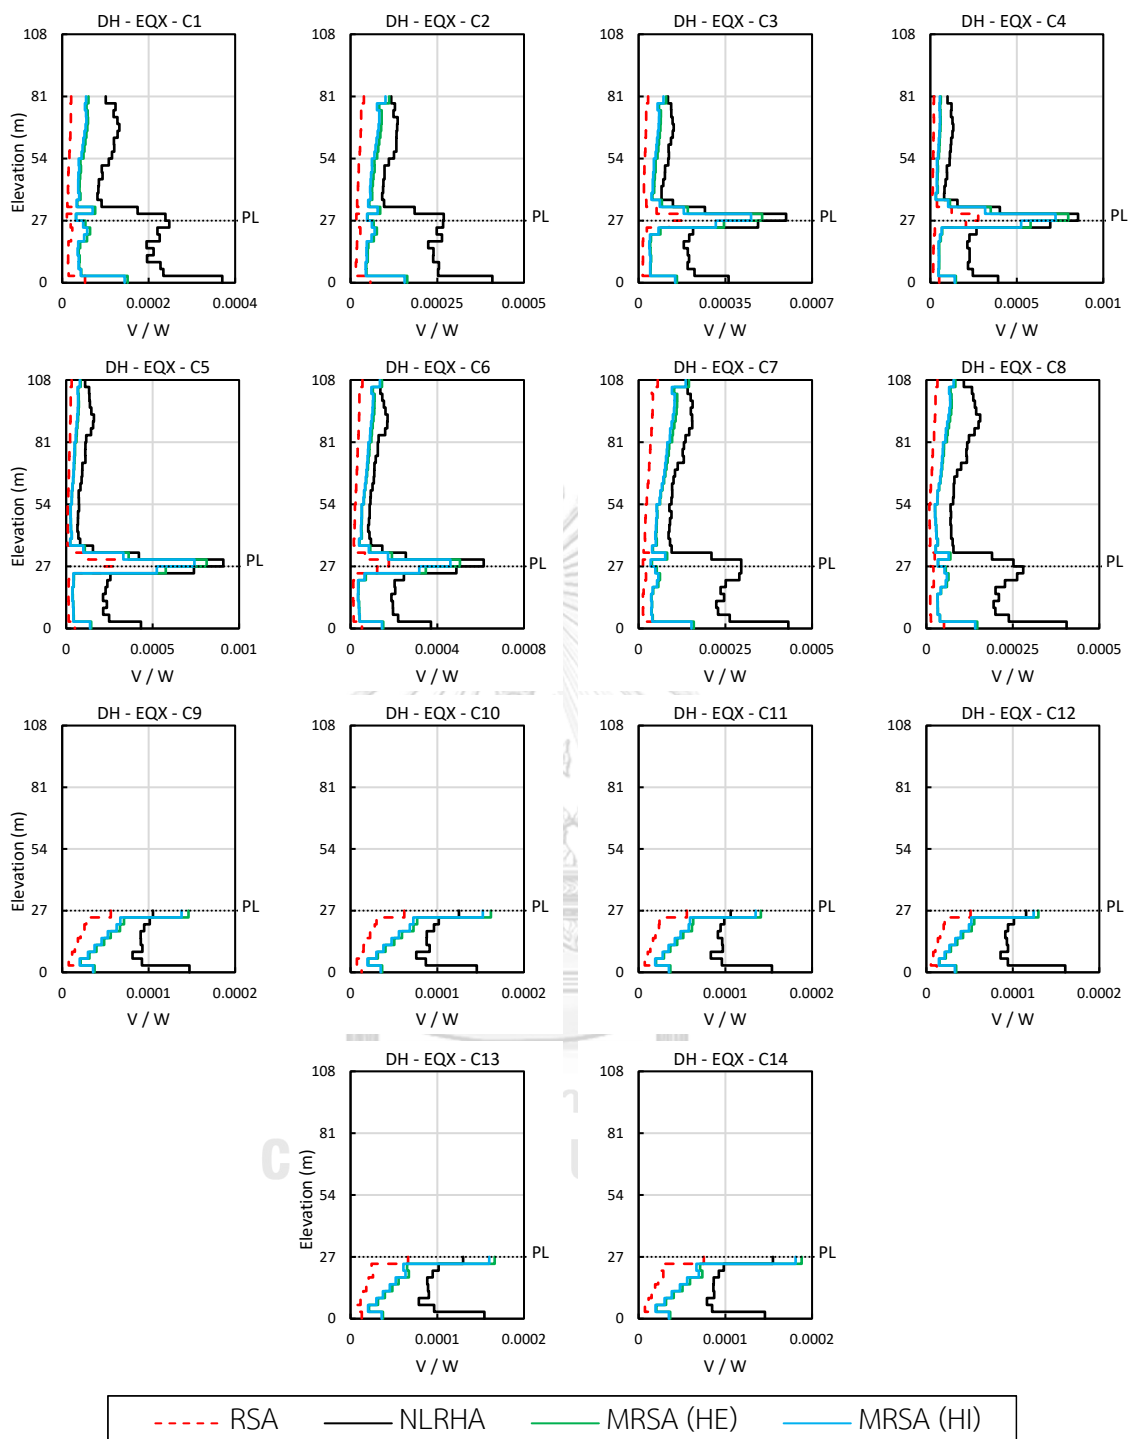 DH - EQX - C1 DH - EQX - C2 DH - EQX - C3 DH - EQX - C4
108 108 108 108
81 81 81 81
54 54 54 54
27 27 27 27 PL
0 0 0 0
Elevation (m)
0 0.0002 0.0004 0 0.00025 0.0005 0 0.00035 0.0007 0 0.0005 0.001
V / W V / W V / W V / W
DH - EQX - C5 DH - EQX - C6 DH - EQX - C7 DH - EQX - C8
108 108 108 108
81 81 81 81
54 54 54 54
27 27 27 27 PL
0 0 0 0
Elevation (m)
0 0.0005 0.001 0 0.0004 0.0008 0 0.00025 0.0005 0 0.00025 0.0005
V / W V / W V / W V / W
DH - EQX - C9 DH - EQX - C10 DH - EQX - C11 DH - EQX - C12
108 108 108 108
81 81 81 81
54 54 54 54
27 PL 27 PL 27 PL 27 PL
0 0 0 0
Elevation (m)
0 0.0001 0.0002 0 0.0001 0.0002 0 0.0001 0.0002 0 0.0001 0.0002
V / W V / W V / W V / W
DH - EQX - C13 DH - EQX - C14
108 108
81 81
54 54
27 PL 27 PL
0 0
Elevation (m)
0 0.0001 0.0002 0 0.0001 0.0002
V / W V / W
RSA NLRHA MRSA (HE) MRSA (HI)